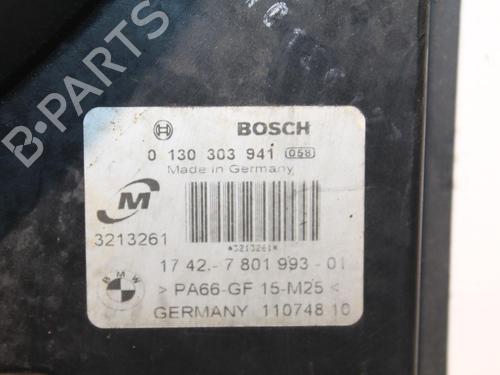 BOSCH
0 130 303 941 058
Made in Germany
M
3213261
*3213261*
17 42.- 7 801 993 - 01
BMW
> PA66-GF 15-M25 <
GERMANY 110748 10
B-PARTS